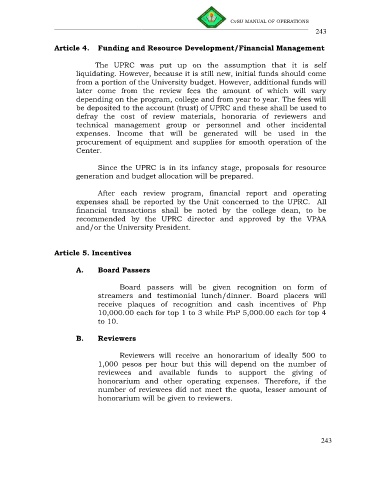 CvSU MANUAL OF OPERATIONS
243
Article 4. Funding and Resource Development/Financial Management
The UPRC was put up on the assumption that it is self
liquidating. However, because it is still new, initial funds should come
from a portion of the University budget. However, additional funds will
later come from the review fees the amount of which will vary
depending on the program, college and from year to year. The fees will
be deposited to the account (trust) of UPRC and these shall be used to
defray the cost of review materials, honoraria of reviewers and
technical management group or personnel and other incidental
expenses. Income that will be generated will be used in the
procurement of equipment and supplies for smooth operation of the
Center.
Since the UPRC is in its infancy stage, proposals for resource
generation and budget allocation will be prepared.
After each review program, financial report and operating
expenses shall be reported by the Unit concerned to the UPRC. All
financial transactions shall be noted by the college dean, to be
recommended by the UPRC director and approved by the VPAA
and/or the University President.
Article 5. Incentives
A. Board Passers
Board passers will be given recognition on form of
streamers and testimonial lunch/dinner. Board placers will
receive plaques of recognition and cash incentives of Php
10,000.00 each for top 1 to 3 while PhP 5,000.00 each for top 4
to 10.
B. Reviewers
Reviewers will receive an honorarium of ideally 500 to
1,000 pesos per hour but this will depend on the number of
reviewees and available funds to support the giving of
honorarium and other operating expenses. Therefore, if the
number of reviewees did not meet the quota, lesser amount of
honorarium will be given to reviewers.
243